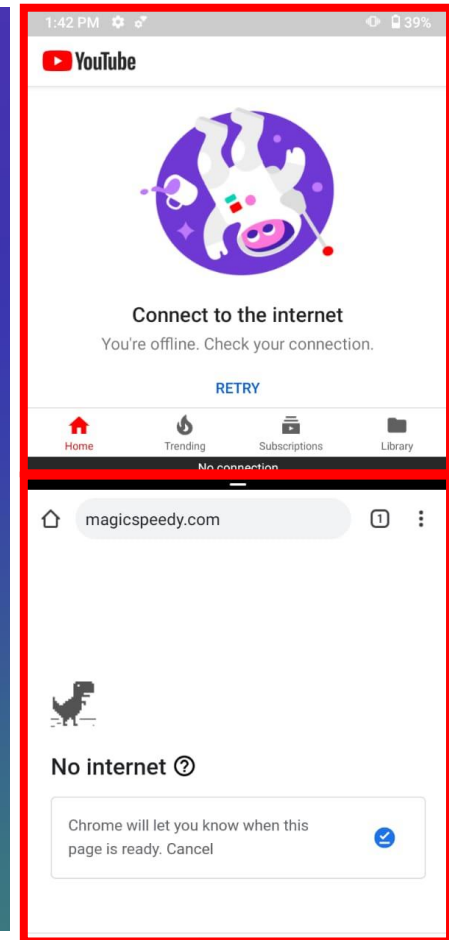 1:42 PM 39%
YouTube
Connect to the internet
You're offline. Check your connection.
RETRY
Home Trending Subscriptions Library
No connection
magicspeedy.com 1
No internet
Chrome will let you know when this
page is ready. Cancel